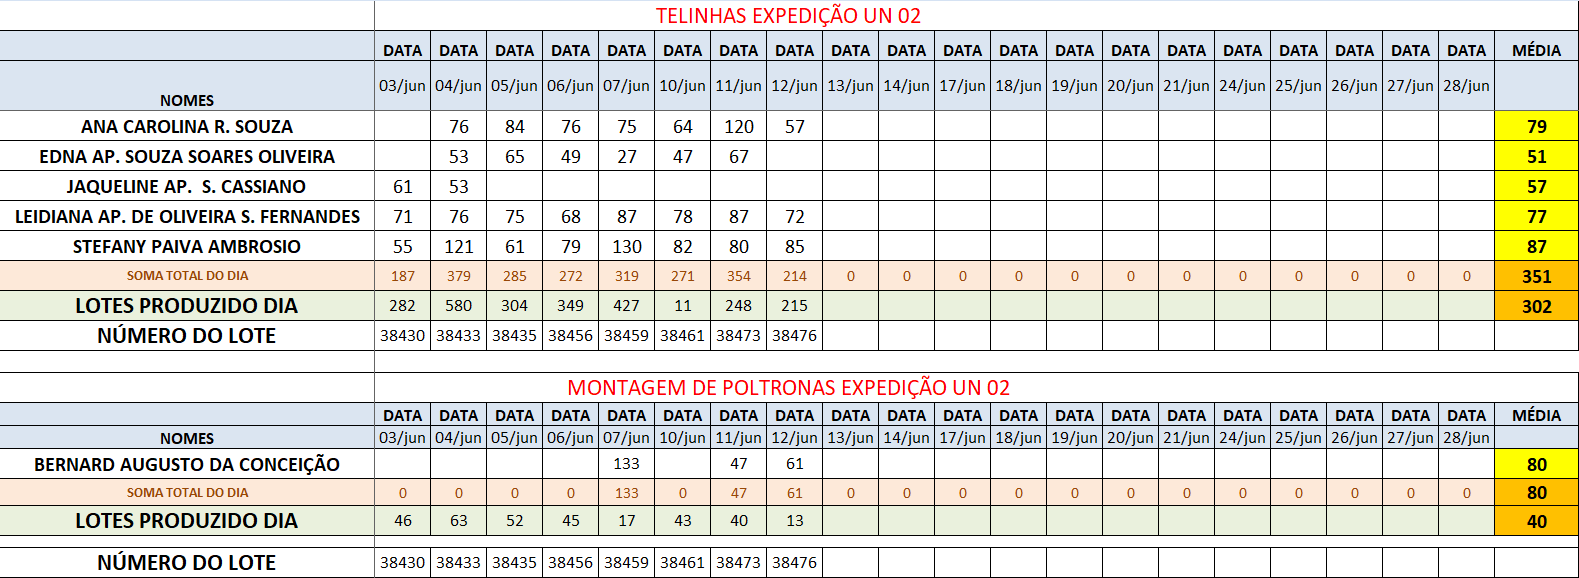 TELINHAS EXPEDIÇÃO UN 02
DATA DATA DATA DATA DATA DATA DATA DATA DATA DATA DATA DATA DATA DATA DATA DATA DATA DATA DATA DATA MÉDIA
NOMES 03/jun 04/jun 05/jun 06/jun 07/jun 10/jun 11/jun 12/jun 13/jun 14/jun 17/jun 18/jun 19/jun 20/jun 21/jun 24/jun 25/jun 26/jun 27/jun 28/jun
ANA CAROLINA R. SOUZA 76 84 76 75 64 120 57 79
EDNA AP. SOUZA SOARES OLIVEIRA 53 65 49 27 47 67 51
JAQUELINE AP. S. CASSIANO 61 53 57
LEIDIANA AP. DE OLIVEIRA S. FERNANDES 71 76 75 68 87 78 87 72 77
STEFANY PAIVA AMBROSIO 55 121 61 79 130 82 80 85 87
SOMA TOTAL DO DIA 187 379 285 272 319 271 354 214 0 0 0 0 0 0 0 0 0 0 0 0 351
LOTES PRODUZIDO DIA 282 580 304 349 427 11 248 215 302
NÚMERO DO LOTE 38430 38433 38435 38456 38459 38461 38473 38476
MONTAGEM DE POLTRONAS EXPEDIÇÃO UN 02
DATA DATA DATA DATA DATA DATA DATA DATA DATA DATA DATA DATA DATA DATA DATA DATA DATA DATA DATA DATA MÉDIA
NOMES 03/jun 04/jun 05/jun 06/jun 07/jun 10/jun 11/jun 12/jun 13/jun 14/jun 17/jun 18/jun 19/jun 20/jun 21/jun 24/jun 25/jun 26/jun 27/jun 28/jun
BERNARD AUGUSTO DA CONCEIÇÃO 133 47 61 80
SOMA TOTAL DO DIA 0 0 0 0 133 0 47 61 0 0 0 0 0 0 0 0 0 0 0 0 80
LOTES PRODUZIDO DIA 46 63 52 45 17 43 40 13 40
NÚMERO DO LOTE 38430 38433 38435 38456 38459 38461 38473 38476